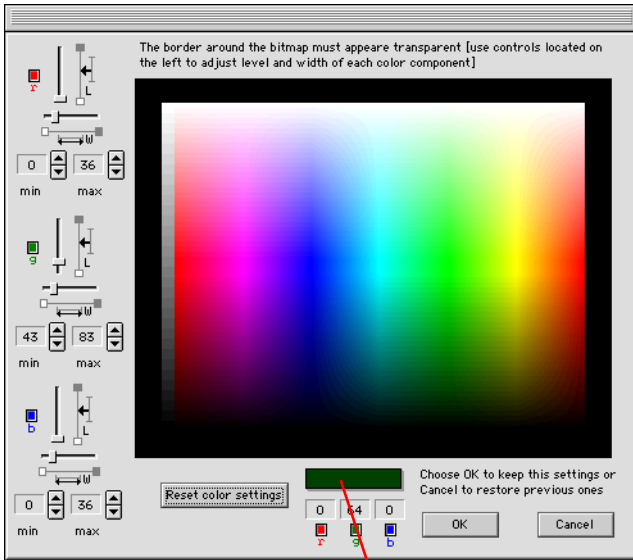 The border around the bitmap must appeare transparent [use controls located on
the left to adjust level and width of each color component]
r
L
W
0 36
min max
g
L
W
43 83
min max
b
L
W
0 36
min max
Reset color settings
0 64 0
r g b
Choose OK to keep this settings or
Cancel to restore previous ones
OK Cancel